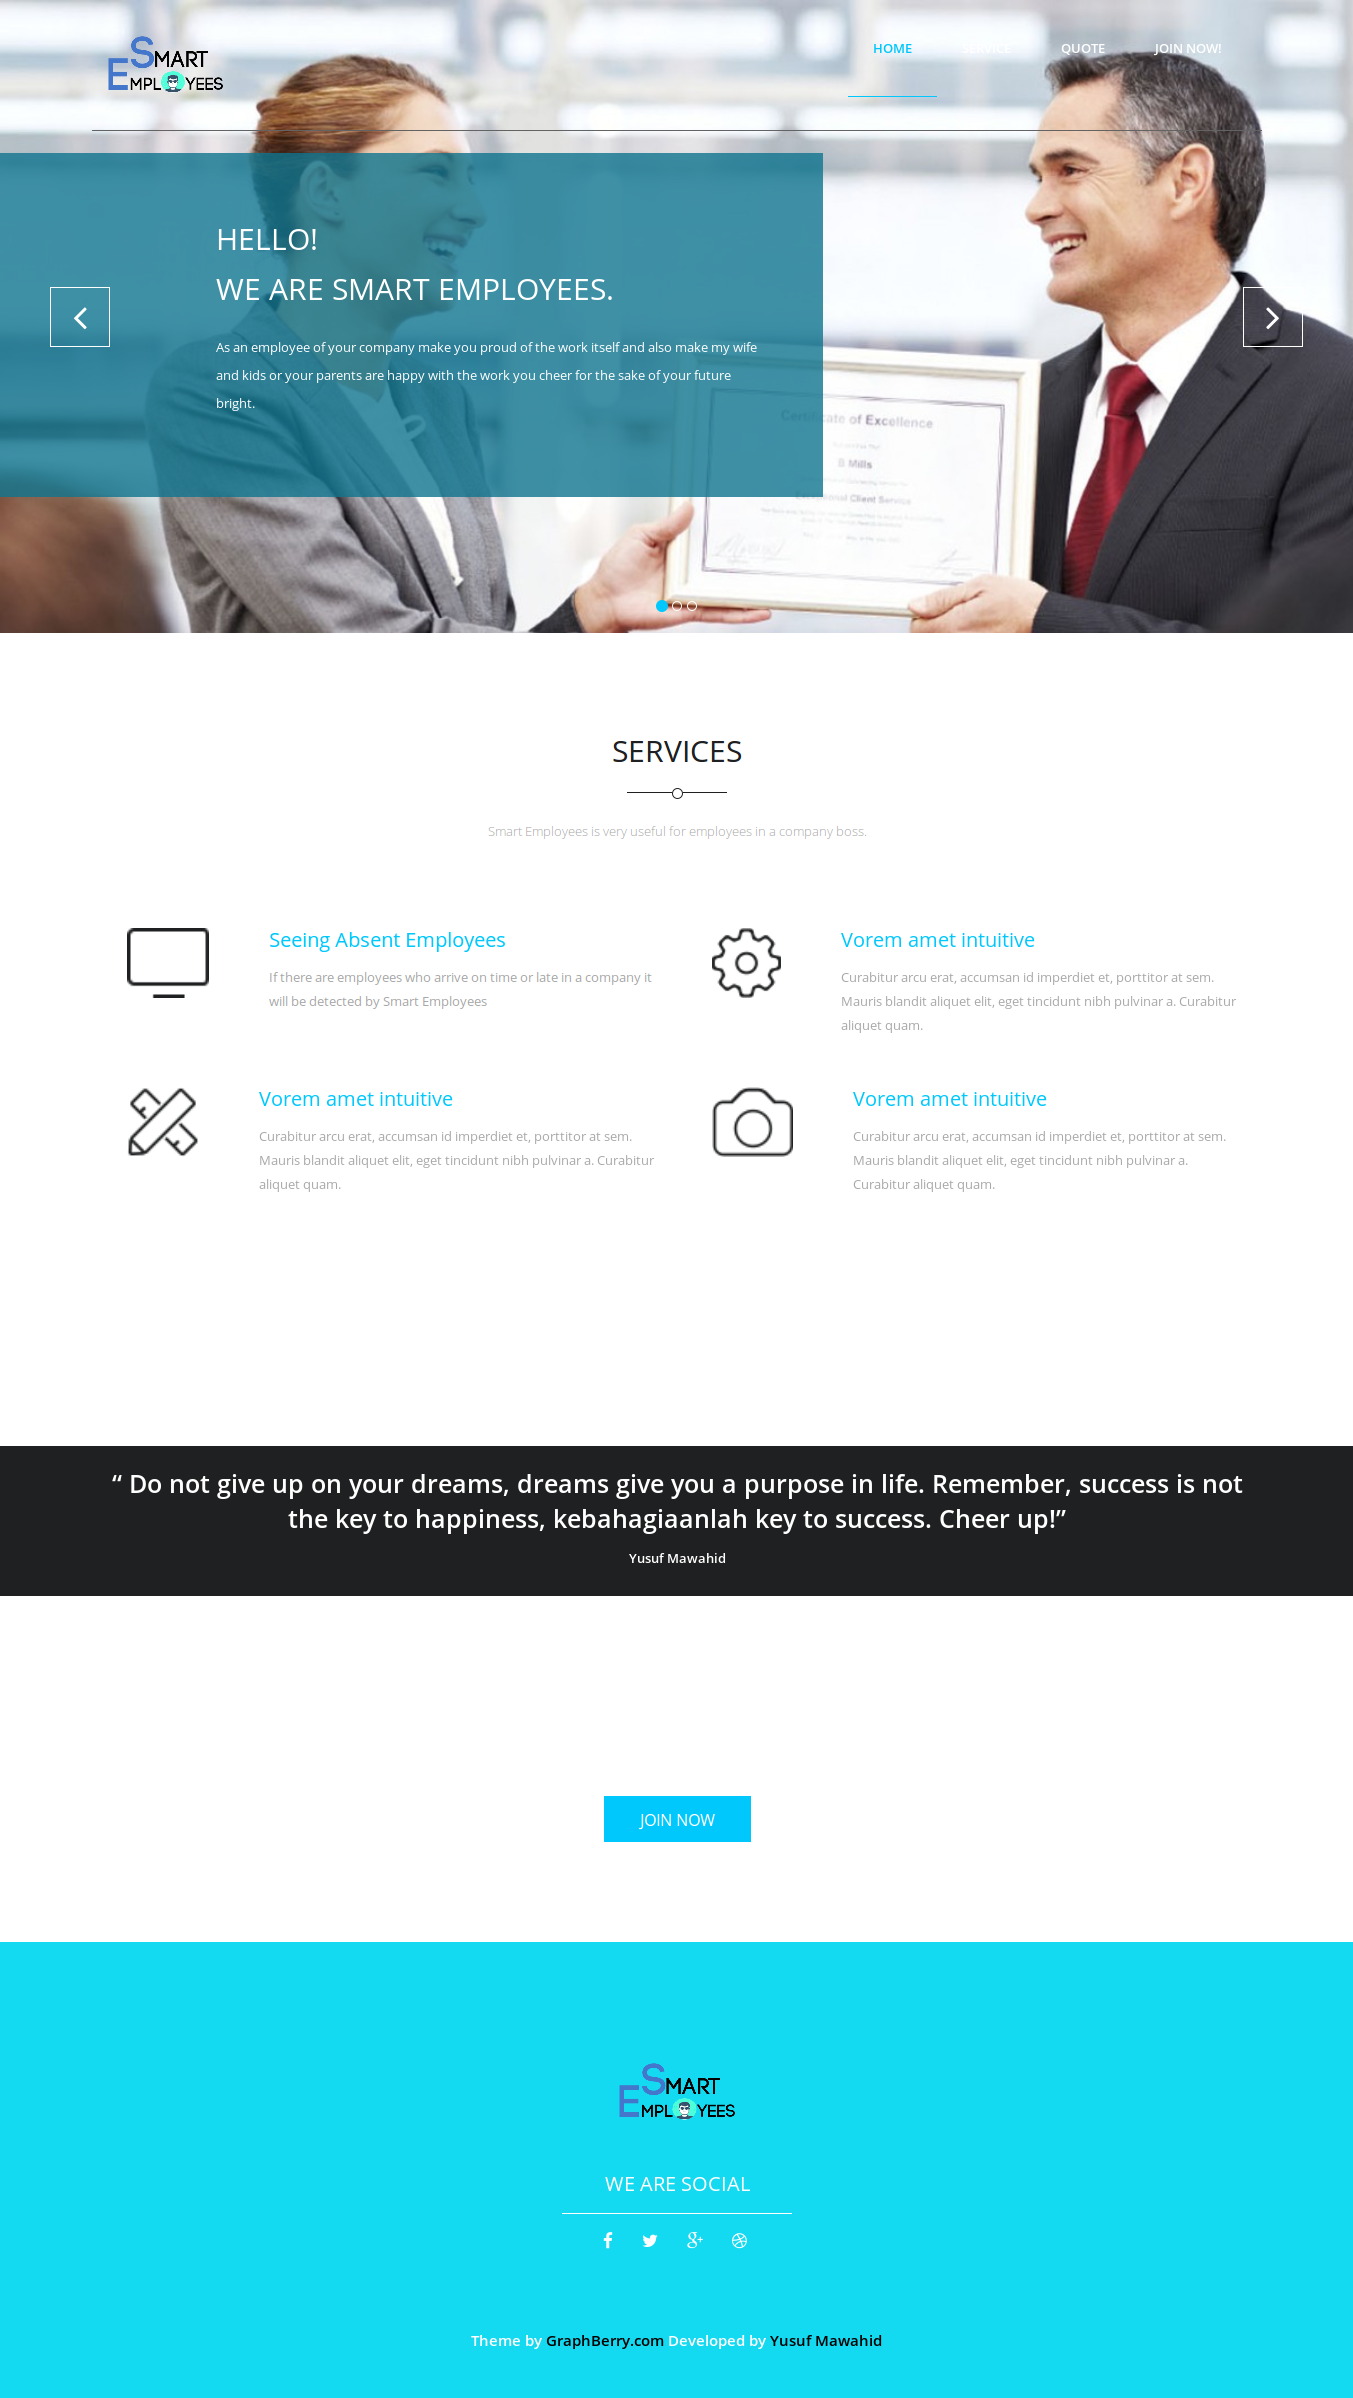 SMART
EMPLOYEES
HOME
SERVICE
QUOTE
JOIN NOW!
HELLO!
WE ARE SMART EMPLOYEES.
As an employee of your company make you proud of the work itself and also make my wife
and kids or your parents are happy with the work you cheer for the sake of your future
bright.
Certificate of Excellence
B Mills
Exceptional Client Service
SERVICES
Smart Employees is very useful for employees in a company boss.
Seeing Absent Employees
If there are employees who arrive on time or late in a company it
will be detected by Smart Employees
Vorem amet intuitive
Curabitur arcu erat, accumsan id imperdiet et, porttitor at sem.
Mauris blandit aliquet elit, eget tincidunt nibh pulvinar a. Curabitur
aliquet quam.
Vorem amet intuitive
Curabitur arcu erat, accumsan id imperdiet et, porttitor at sem.
Mauris blandit aliquet elit, eget tincidunt nibh pulvinar a. Curabitur
aliquet quam.
Vorem amet intuitive
Curabitur arcu erat, accumsan id imperdiet et, porttitor at sem.
Mauris blandit aliquet elit, eget tincidunt nibh pulvinar a.
Curabitur aliquet quam.
“ Do not give up on your dreams, dreams give you a purpose in life. Remember, success is not
the key to happiness, kebahagiaanlah key to success. Cheer up!”
Yusuf Mawahid
JOIN NOW
SMART
EMPLOYEES
WE ARE SOCIAL
Theme by GraphBerry.com Developed by Yusuf Mawahid